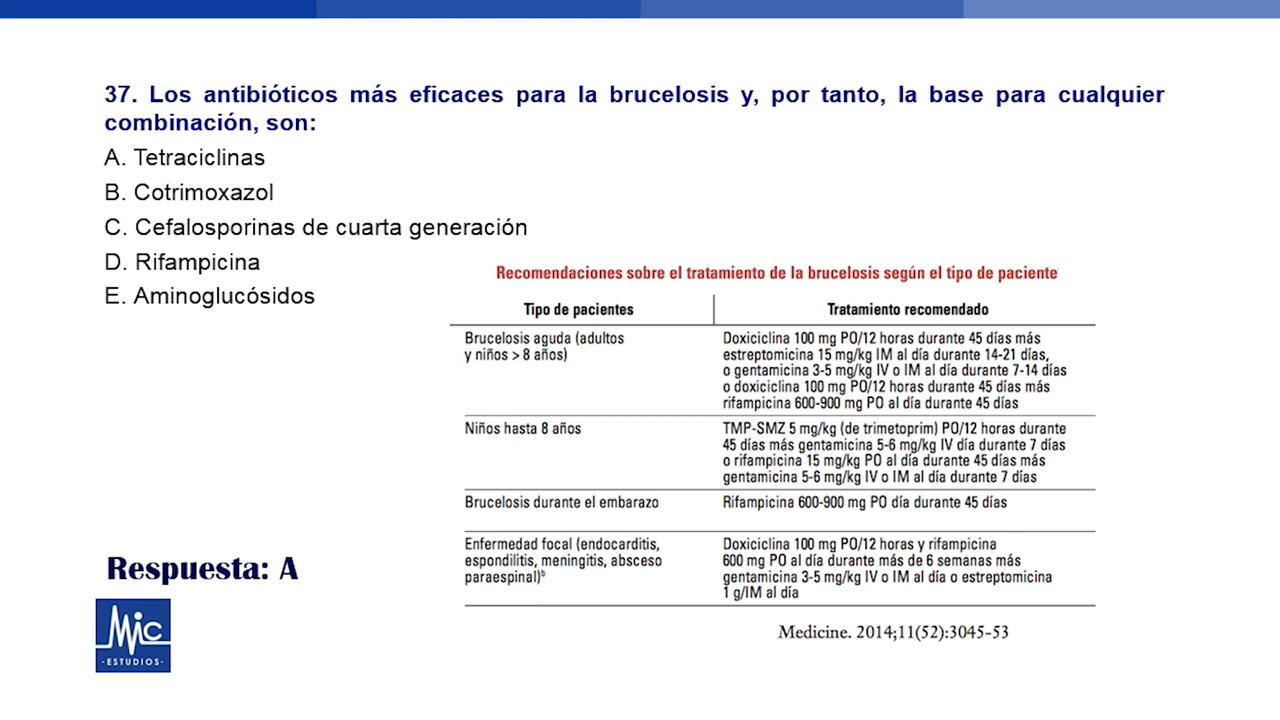 37. Los antibióticos más eficaces para la brucelosis y, por tanto, la base para cualquier
combinación, son:
A. Tetraciclinas
B. Cotrimoxazol
C. Cefalosporinas de cuarta generación
D. Rifampicina
E. Aminoglucósidos
Recomendaciones sobre el tratamiento de la brucelosis según el tipo de paciente
Tipo de pacientes
Tratamiento recomendado
Brucelosis aguda (adultos
y niños > 8 años)
Doxiciclina 100 mg PO/12 horas durante 45 días más
estreptomicina 15 mg/kg IM al día durante 14-21 días,
o gentamicina 3-5 mg/kg IV o IM al día durante 7-14 días
o doxiciclina 100 mg PO/12 horas durante 45 días más
rifampicina 600-900 mg PO al día durante 45 días
Niños hasta 8 años
TMP-SMZ 5 mg/kg (de trimetoprim) PO/12 horas durante
45 días más gentamicina 5-6 mg/kg IV día durante 7 días
o rifampicina 15 mg/kg PO al día durante 45 días más
gentamicina 5-6 mg/kg IV o IM al día durante 7 días
Brucelosis durante el embarazo
Rifampicina 600-900 mg PO día durante 45 días
Enfermedad focal (endocarditis,
espondilitis, meningitis, absceso
paraespinal)ᵇ
Doxiciclina 100 mg PO/12 horas y rifampicina
600 mg PO al día durante más de 6 semanas más
gentamicina 3-5 mg/kg IV o IM al día o estreptomicina
1 g/IM al día
Respuesta: A
Medicine. 2014;11(52):3045-53
Mic
·ESTUDIOS·